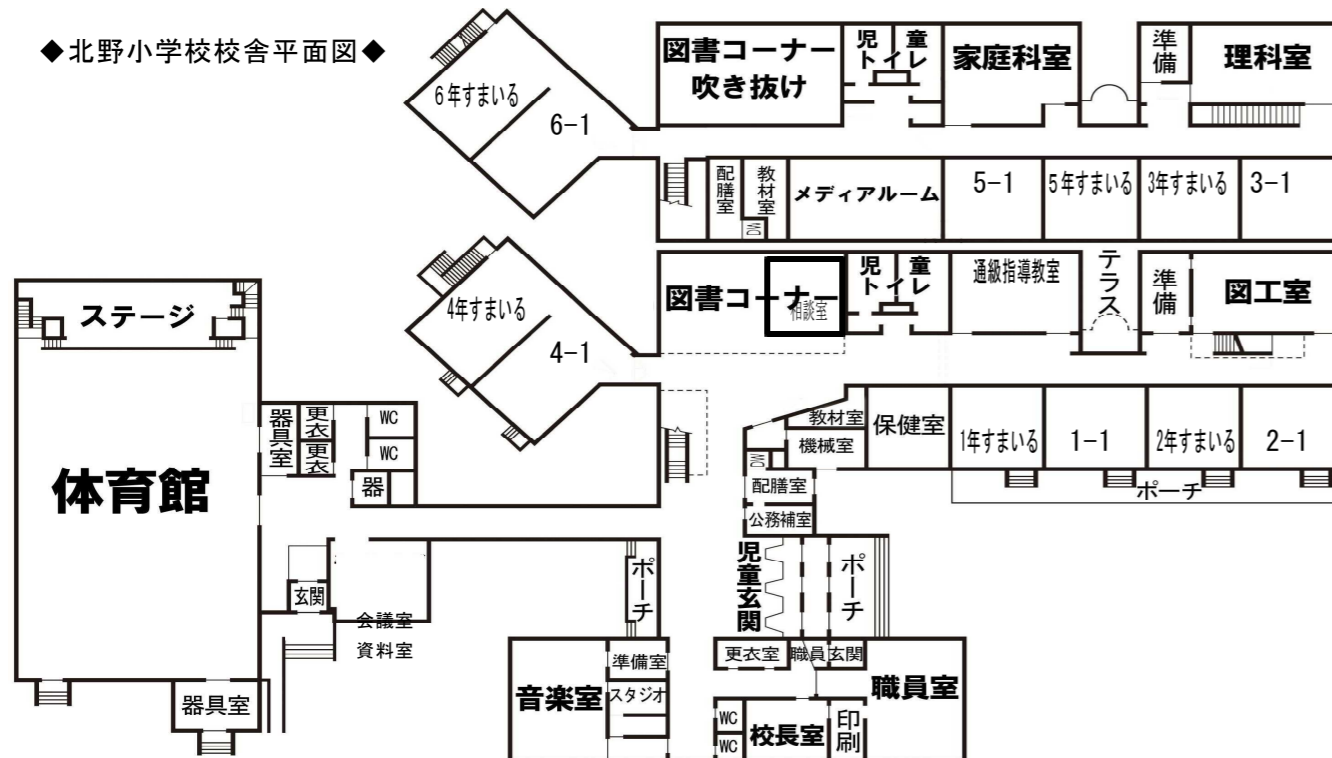 ◆北野小学校校舎平面図◆
6年すまいる
6-1
図書コーナー
吹き抜け
児童
トイレ
家庭科室
準備
理科室
配膳室
教材室
WC
メディアルーム
5-1
5年すまいる
3年すまいる
3-1
4年すまいる
4-1
図書コーナー
相談室
児童
トイレ
通級指導教室
テラス
準備
図工室
ステージ
体育館
器具室
更衣
更衣
WC
WC
器
教材室
機械室
保健室
1年すまいる
1-1
2年すまいる
2-1
WC
配膳室
公務補室
ポーチ
玄関
会議室
資料室
ポーチ
児童玄関
ポーチ
器具室
音楽室
準備室
スタジオ
更衣室
職員玄関
職員室
WC
WC
校長室
印刷